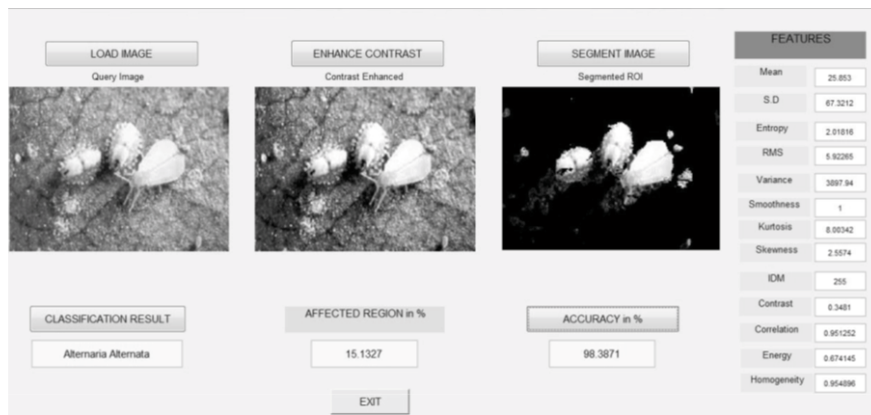 LOAD IMAGE
ENHANCE CONTRAST
SEGMENT IMAGE
Query Image
Contrast Enhanced
Segmented ROI
CLASSIFICATION RESULT
AFFECTED REGION in %
ACCURACY in %
Alternaria Alternata
15.1327
98.3871
EXIT
FEATURES
Mean 25.853
S.D 67.3212
Entropy 2.01816
RMS 5.92265
Variance 3897.94
Smoothness 1
Kurtosis 8.00342
Skewness 2.5574
IDM 255
Contrast 0.3481
Correlation 0.951252
Energy 0.674145
Homogeneity 0.954896